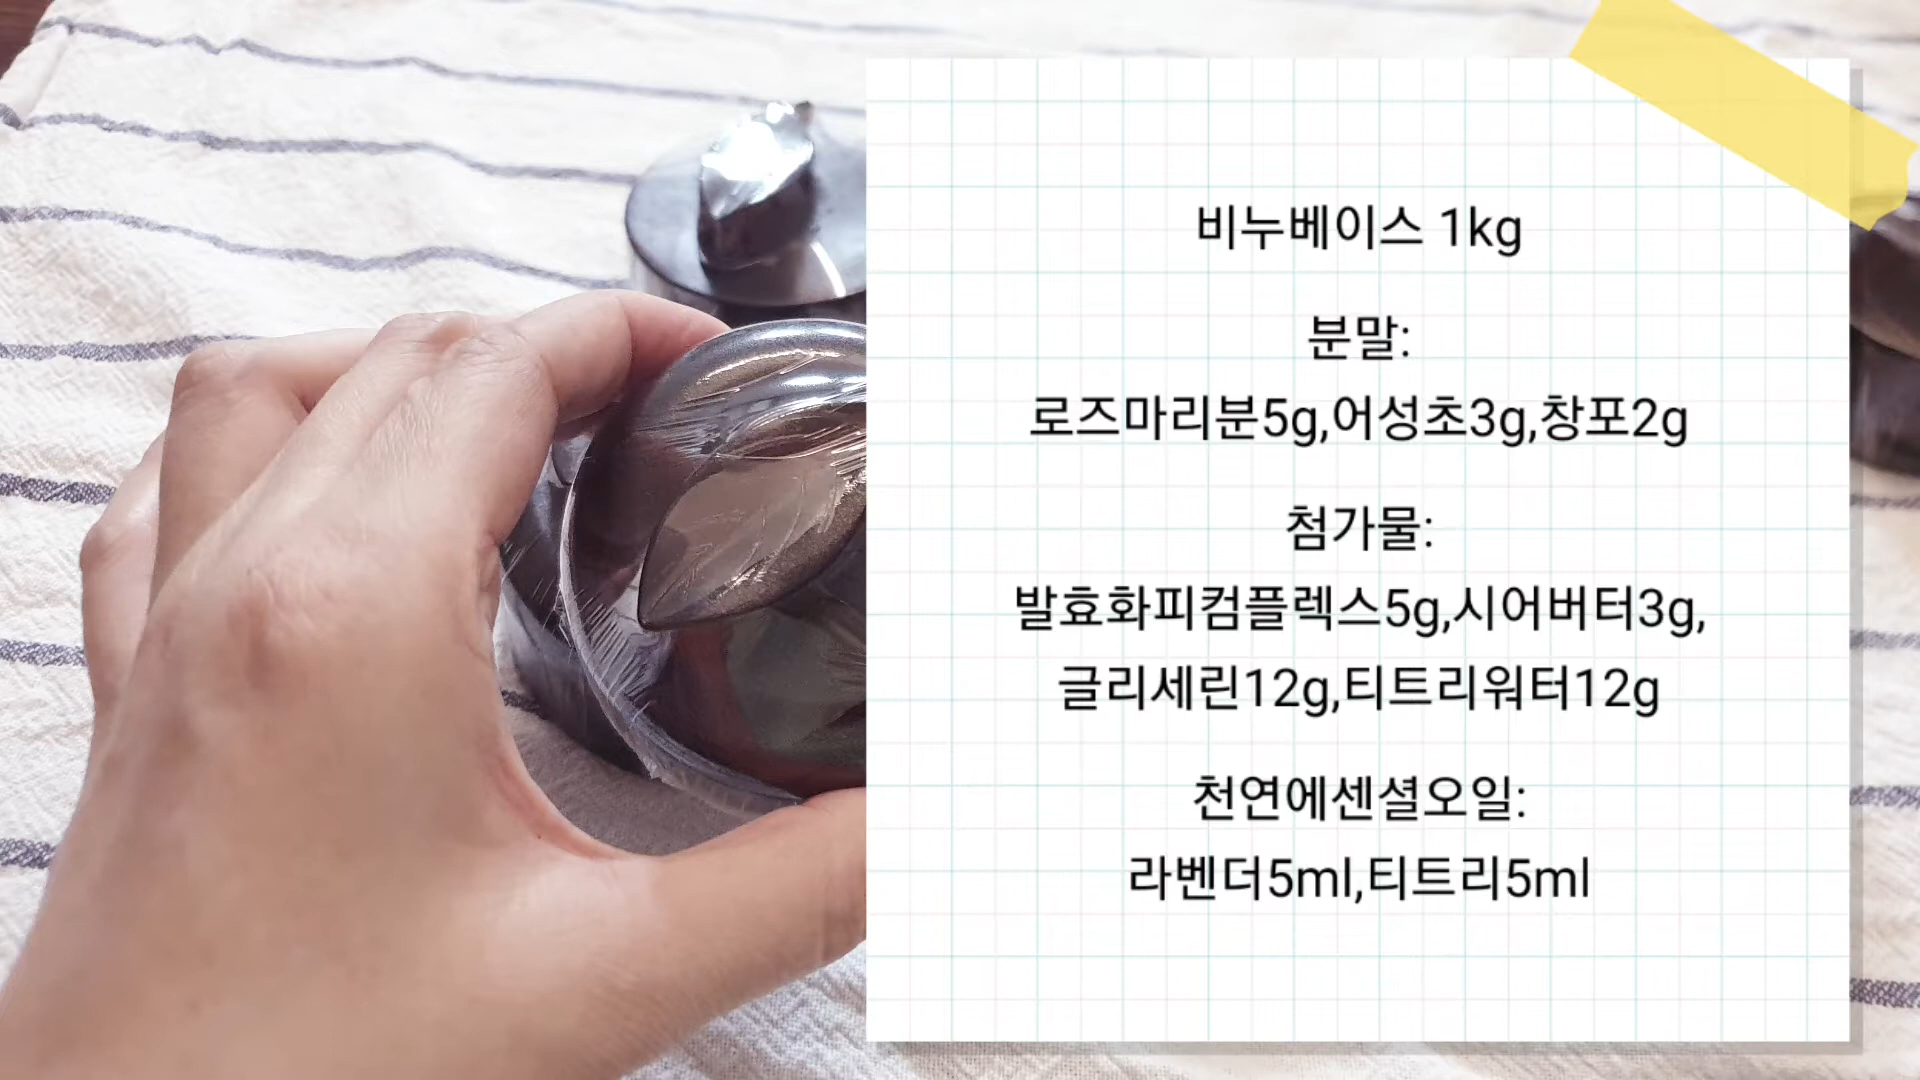 비누베이스 1kg
분말:
로즈마리분5g,어성초3g,창포2g
첨가물:
발효화피컴플렉스5g,시어버터3g,
글리세린12g,티트리워터12g
천연에센셜오일:
라벤더5ml,티트리5ml